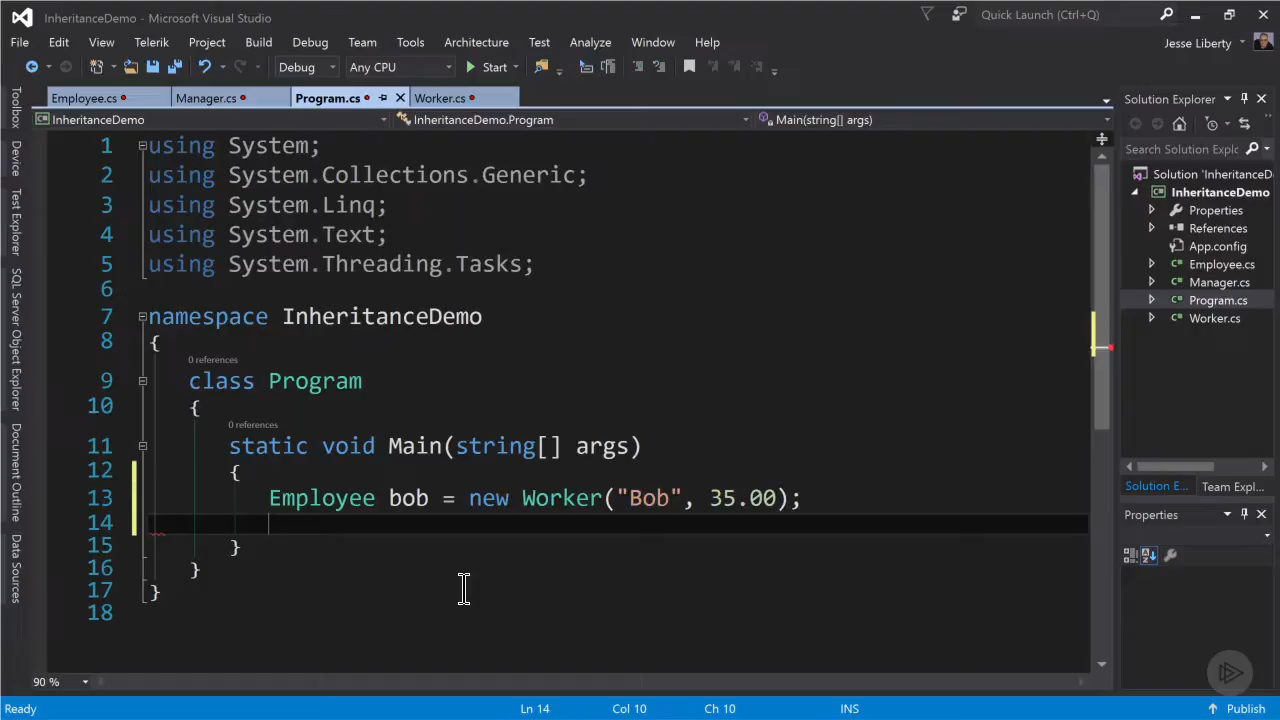 InheritanceDemo - Microsoft Visual Studio
Quick Launch (Ctrl+Q)
File Edit View Telerik Project Build Debug Team Tools Architecture Test Analyze Window Help
Jesse Liberty
Debug Any CPU Start
Employee.cs Manager.cs Program.cs Worker.cs
InheritanceDemo InheritanceDemo.Program Main(string[] args)
Toolbox
Device
Test Explorer
SQL Server Object Explorer
Document Outline
Data Sources
1 using System;
2 using System.Collections.Generic;
3 using System.Linq;
4 using System.Text;
5 using System.Threading.Tasks;
6
7 namespace InheritanceDemo
8 {
0 references
9 class Program
10 {
0 references
11 static void Main(string[] args)
12 {
13 Employee bob = new Worker("Bob", 35.00);
14
15 }
16 }
17 }
18
90 %
Solution Explorer
Search Solution Explc
Solution 'InheritanceD
InheritanceDemo
Properties
References
App.config
Employee.cs
Manager.cs
Program.cs
Worker.cs
Solution E... Team Expl...
Properties
Ready Ln 14 Col 10 Ch 10 INS Publish